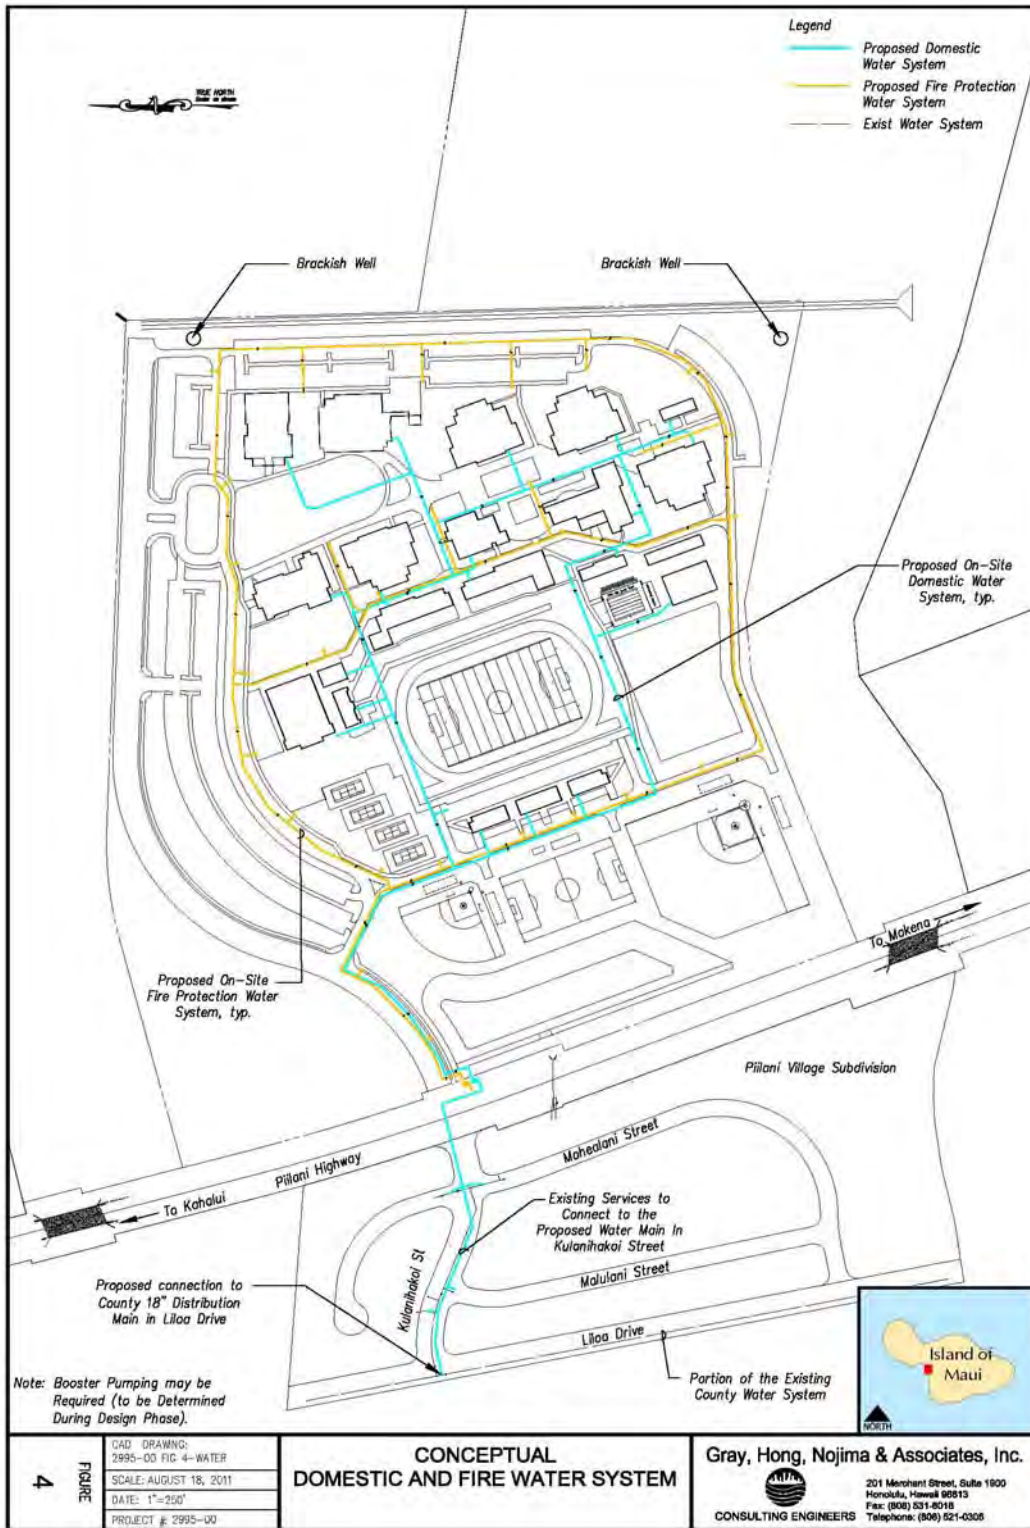 Legend
Proposed Domestic
Water System
Proposed Fire Protection
Water System
Exist Water System
TRUE NORTH
Brackish Well
Brackish Well
Proposed On-Site
Domestic Water
System, typ.
To Makena
Proposed On-Site
Fire Protection Water
System, typ.
Piilani Village Subdivision
Mahealani Street
Piilani Highway
To Kahalui
Existing Services to
Connect to the
Proposed Water Main In
Kulanihakoi Street
Kulanihakoi St
Malulani Street
Proposed connection to
County 18" Distribution
Main in Liloa Drive
Liloa Drive
Portion of the Existing
County Water System
Island of
Maui
NORTH
Note: Booster Pumping may be
Required (to be Determined
During Design Phase).
FIGURE
4
CAD DRAWING:
2995-00 FIG 4-WATER
SCALE: AUGUST 18, 2011
DATE: 1"=250'
PROJECT #: 2995-00
CONCEPTUAL
DOMESTIC AND FIRE WATER SYSTEM
Gray, Hong, Nojima & Associates, Inc.
CONSULTING ENGINEERS
201 Merchant Street, Suite 1900
Honolulu, Hawaii 96813
Fax: (808) 531-8018
Telephone: (808) 521-0306